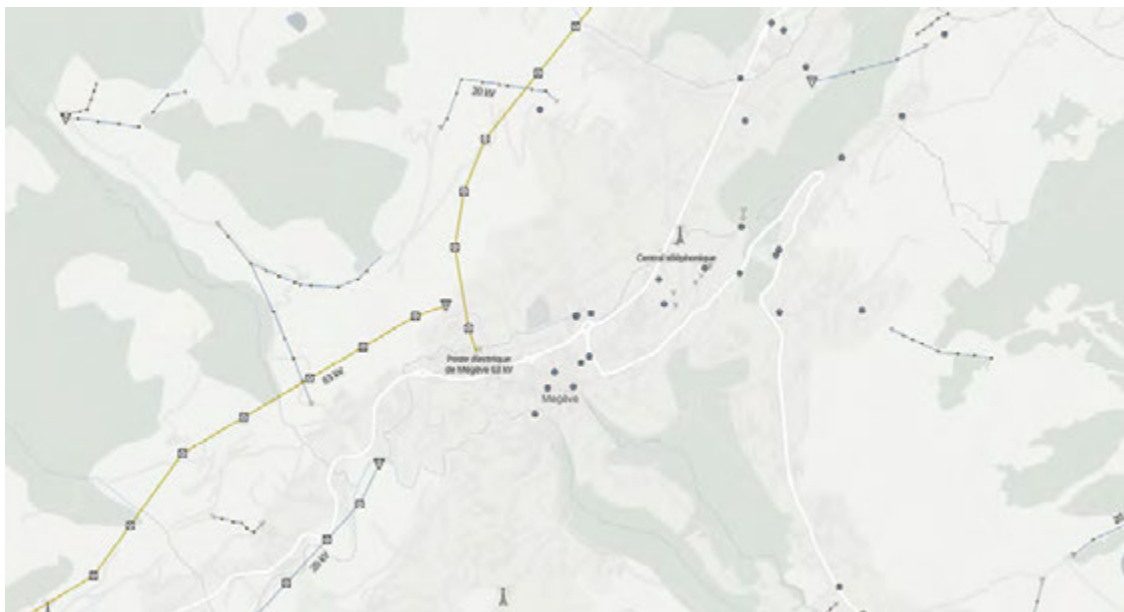 20 kV
Central téléphonique
Poste électrique
de Megève 63 kV
63 kV
Megève
20 kV